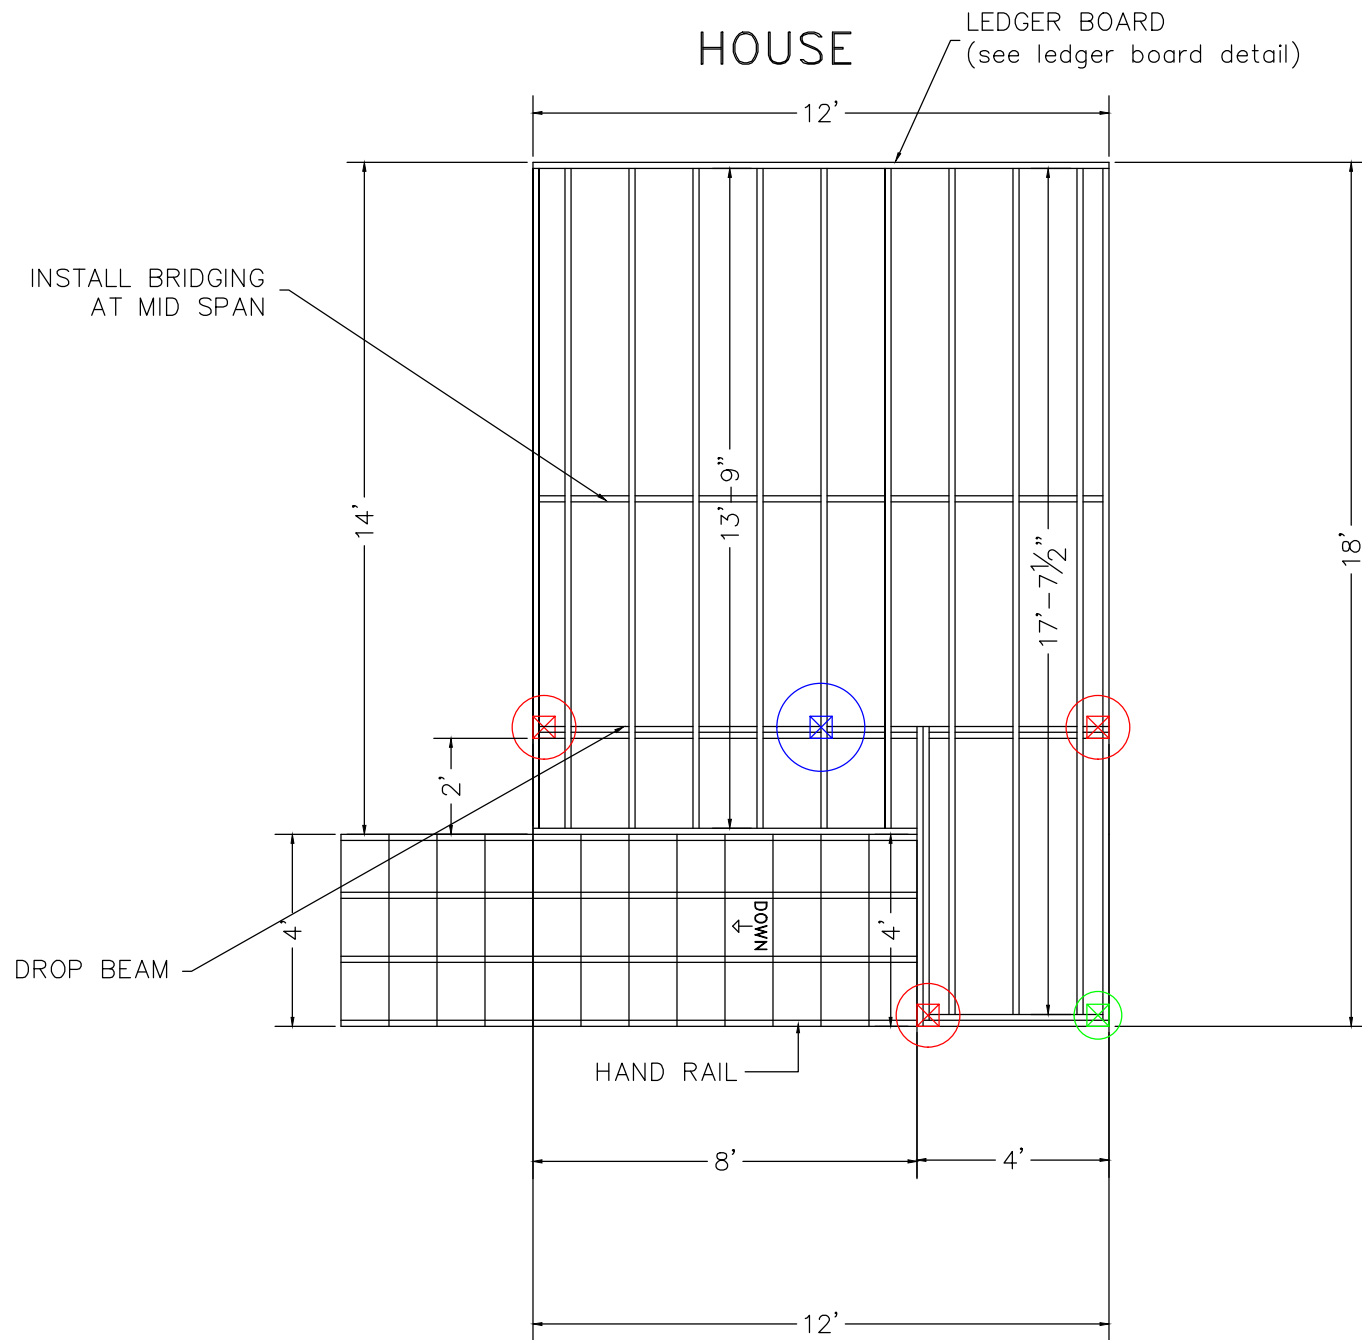 HOUSE
LEDGER BOARD
(see ledger board detail)
12'
INSTALL BRIDGING
AT MID SPAN
14'
13'-9"
17'-7½"
18'
2'
4'
DOWN
4'
DROP BEAM
HAND RAIL
8'
4'
12'